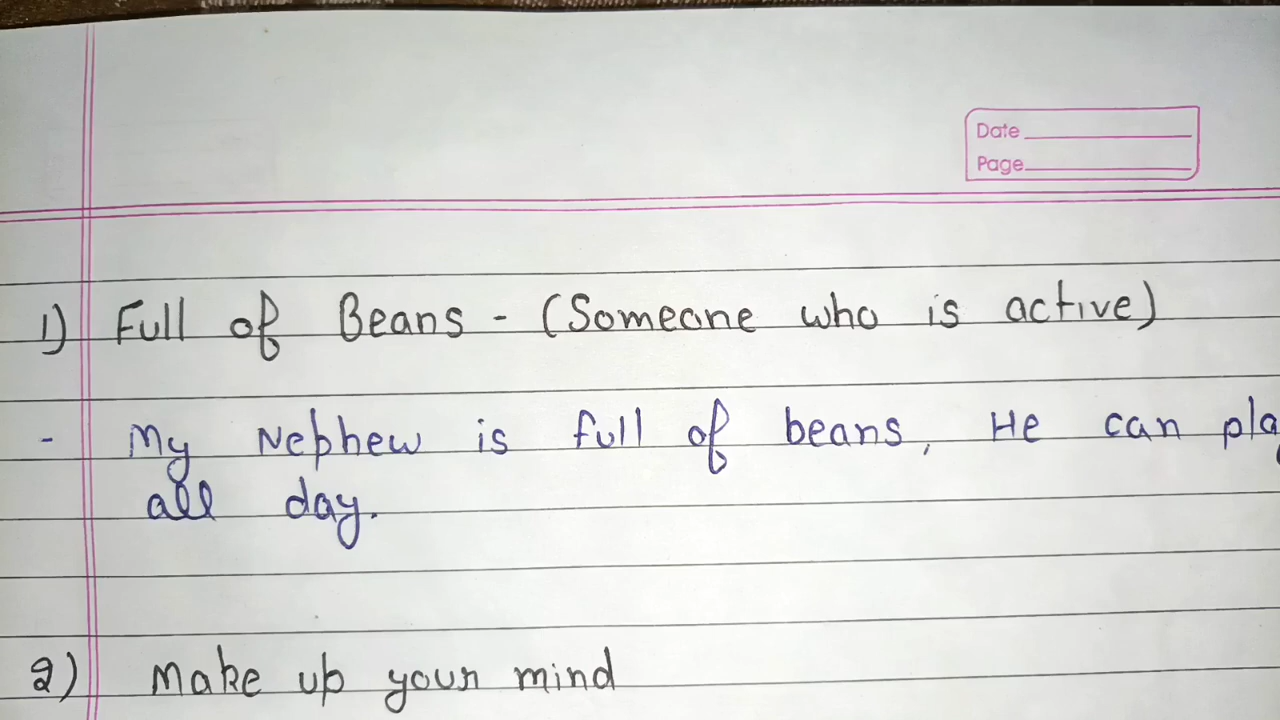 Date
Page
1) Full of Beans - (Someone who is active)
- My Nephew is full of beans, He can pla
all day.
2) Make up your mind